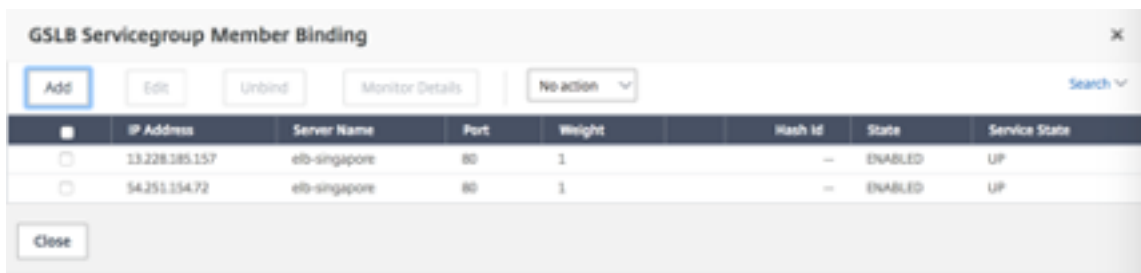 GSLB Servicegroup Member Binding
Add Edit Unbind Monitor Details No action Search
IP Address Server Name Port Weight Hash Id State Service State
13.228.185.157 elb-singapore 80 1 — ENABLED UP
54.251.154.72 elb-singapore 80 1 — ENABLED UP
Close